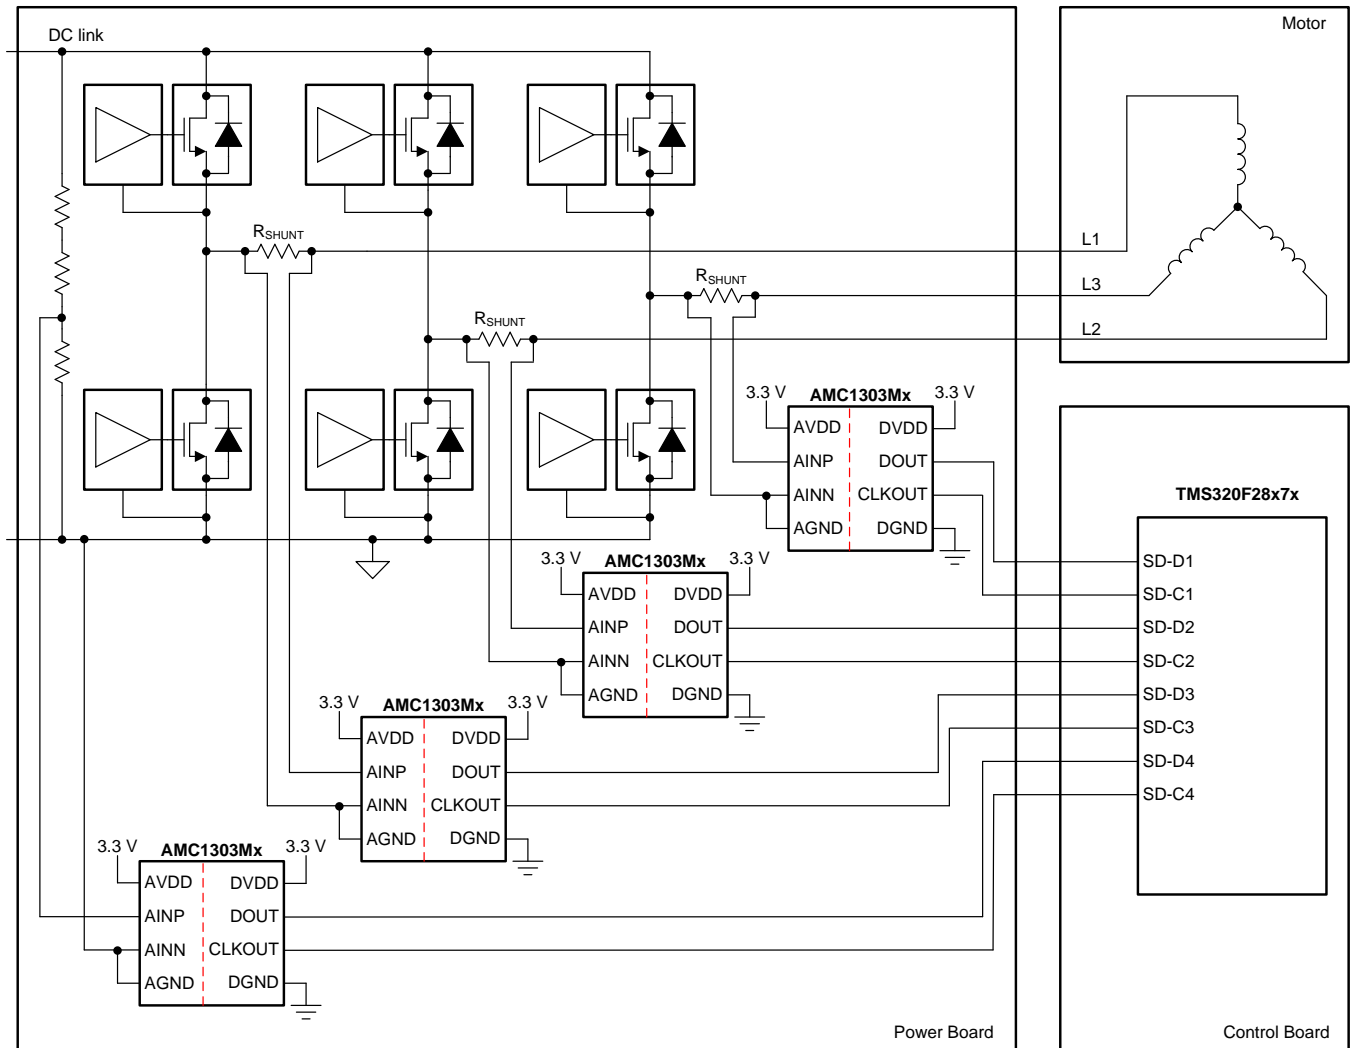 DC link
Motor
RSHUNT
L1
RSHUNT
L3
RSHUNT
L2
3.3 V
AMC1303Mx
3.3 V
AVDD
DVDD
AINP
DOUT
AINN
CLKOUT
AGND
DGND
TMS320F28x7x
SD-D1
SD-C1
SD-D2
SD-C2
SD-D3
SD-C3
SD-D4
SD-C4
3.3 V
AMC1303Mx
3.3 V
AVDD
DVDD
AINP
DOUT
AINN
CLKOUT
AGND
DGND
3.3 V
AMC1303Mx
3.3 V
AVDD
DVDD
AINP
DOUT
AINN
CLKOUT
AGND
DGND
3.3 V
AMC1303Mx
3.3 V
AVDD
DVDD
AINP
DOUT
AINN
CLKOUT
AGND
DGND
Power Board
Control Board